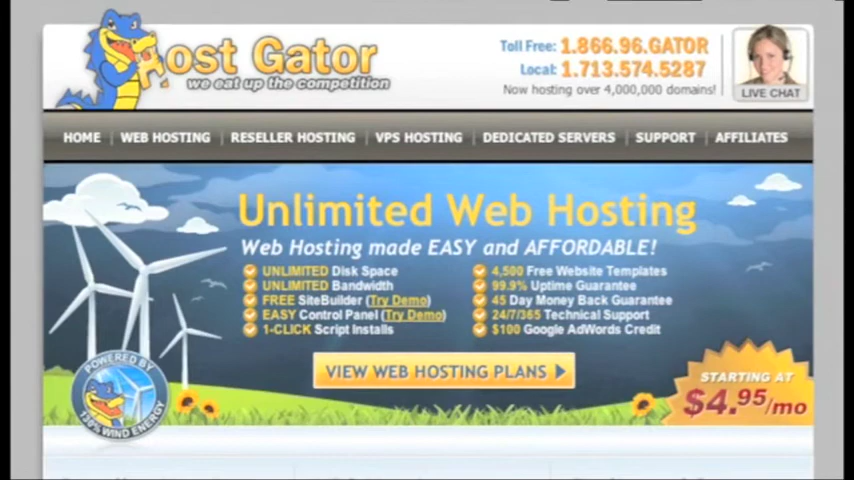 Host Gator
we eat up the competition
Toll Free: 1.866.96.GATOR
Local: 1.713.574.5287
Now hosting over 4,000,000 domains!
LIVE CHAT
HOME | WEB HOSTING | RESELLER HOSTING | VPS HOSTING | DEDICATED SERVERS | SUPPORT | AFFILIATES
Unlimited Web Hosting
Web Hosting made EASY and AFFORDABLE!
UNLIMITED Disk Space
UNLIMITED Bandwidth
FREE SiteBuilder (Try Demo)
EASY Control Panel (Try Demo)
1-CLICK Script Installs
4,500 Free Website Templates
99.9% Uptime Guarantee
45 Day Money Back Guarantee
24/7/365 Technical Support
$100 Google AdWords Credit
VIEW WEB HOSTING PLANS
STARTING AT
$4.95/mo
POWERED BY
130% WIND ENERGY